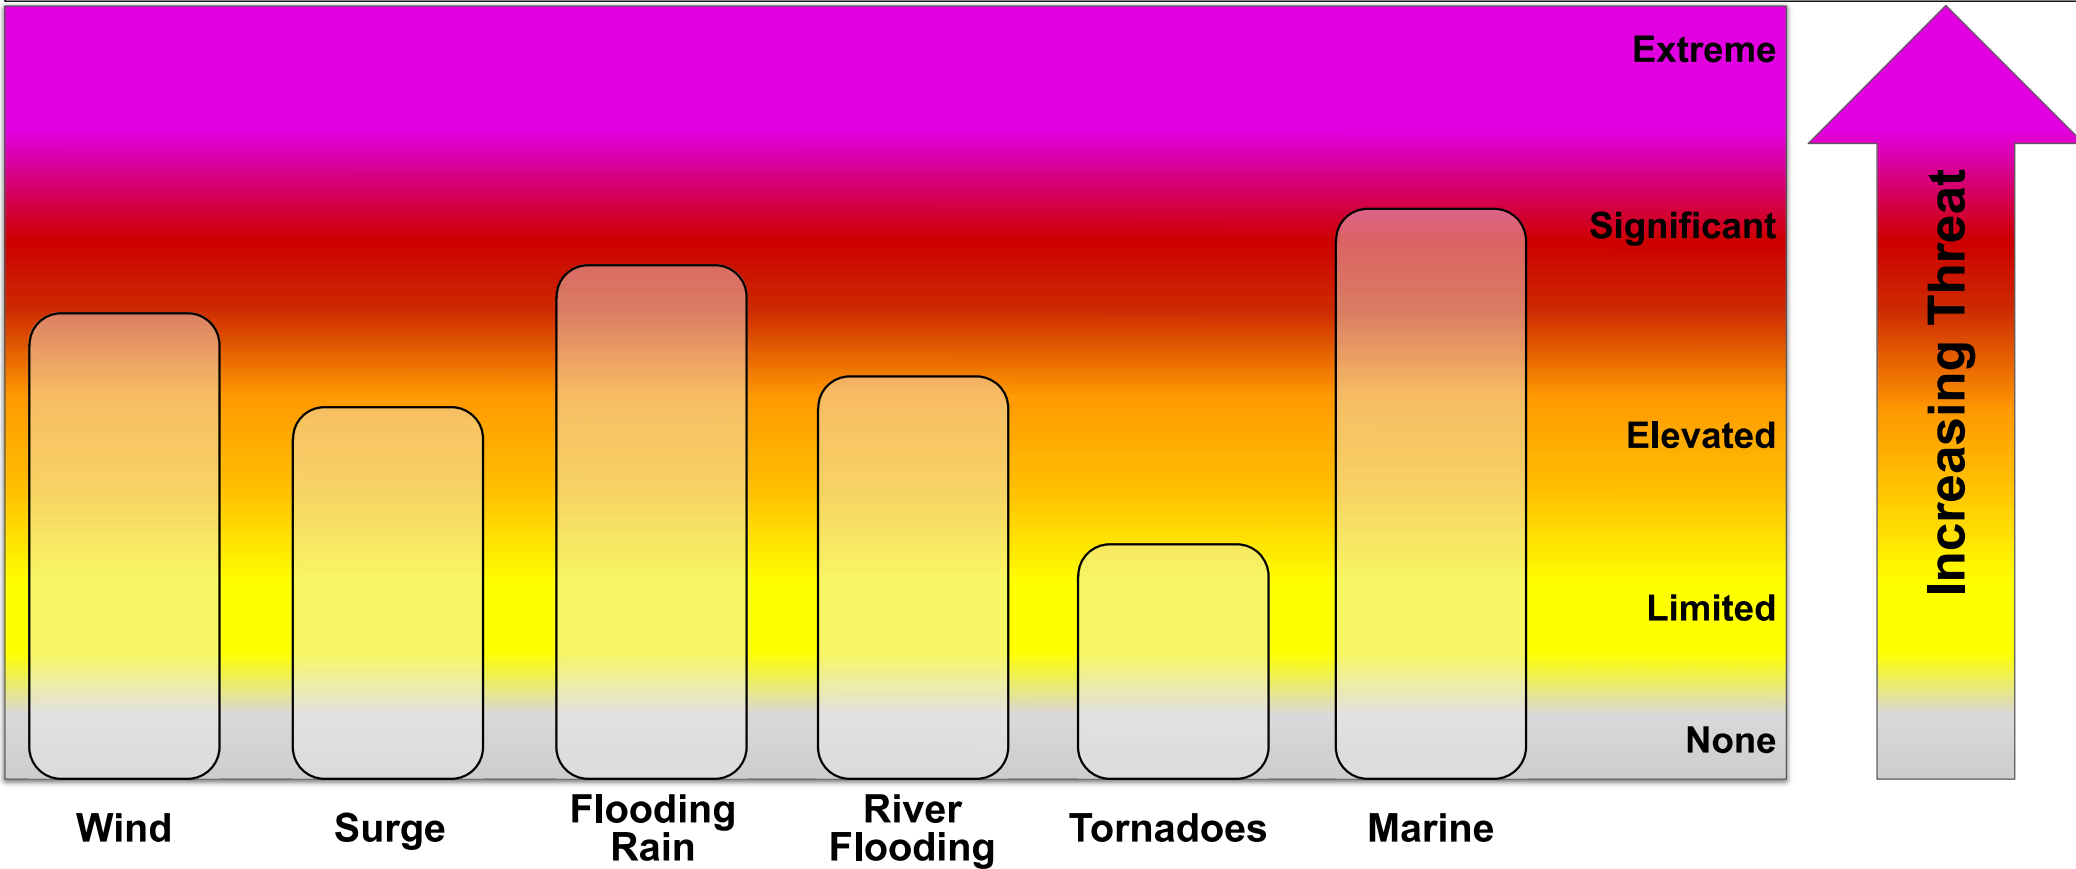 Extreme
Significant
Elevated
Limited
None
Increasing Threat
Wind
Surge
Flooding
Rain
River
Flooding
Tornadoes
Marine